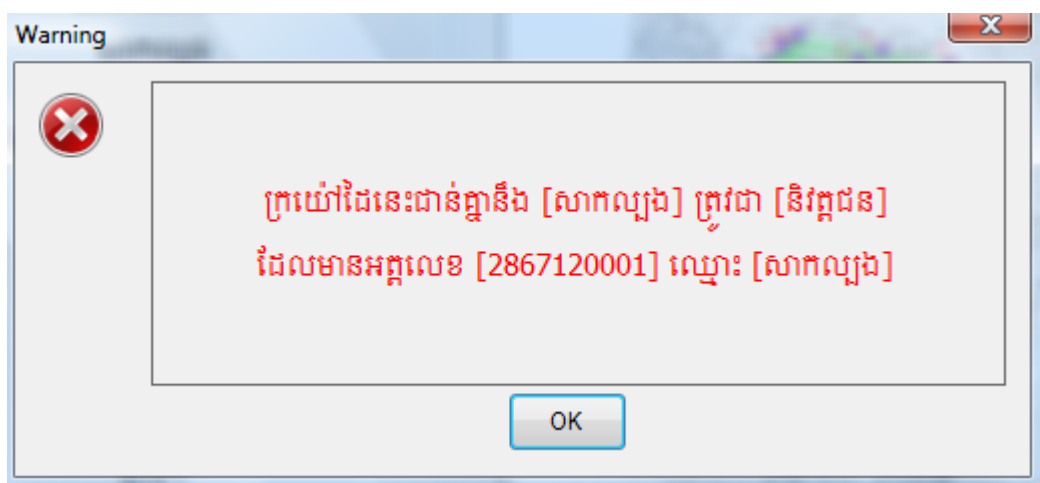 Warning
ក្រយ៉ៅដៃនេះជាន់គ្នានឹង [សាកល្បង] ត្រូវជា [និវត្តជន]
ដែលមានអត្តលេខ [2867120001] ឈ្មោះ [សាកល្បង]
OK